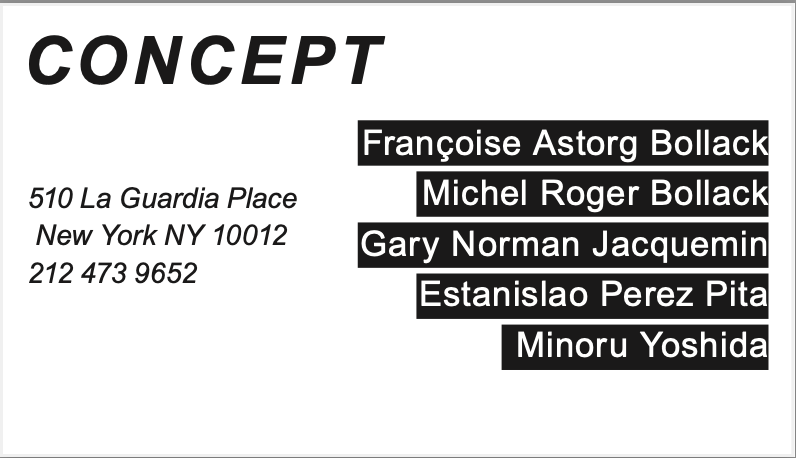 CONCEPT
510 La Guardia Place
New York NY 10012
212 473 9652
Françoise Astorg Bollack
Michel Roger Bollack
Gary Norman Jacquemin
Estanislao Perez Pita
Minoru Yoshida